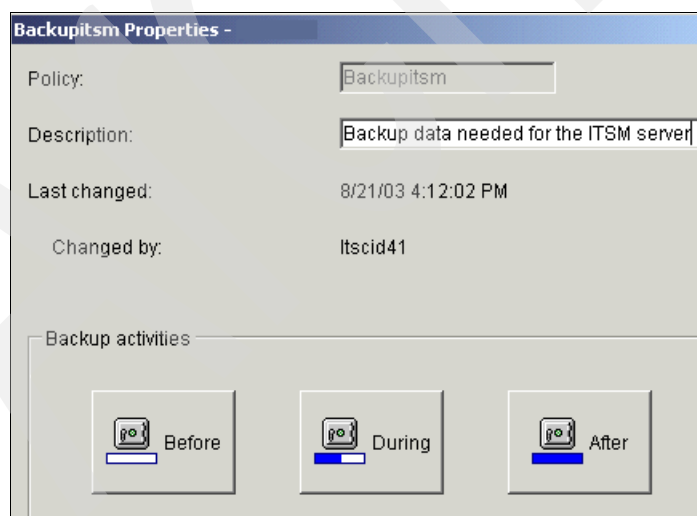 Backupitsm Properties -
Policy: Backupitsm
Description: Backup data needed for the ITSM server
Last changed: 8/21/03 4:12:02 PM
Changed by: Itscid41
Backup activities
Before During After